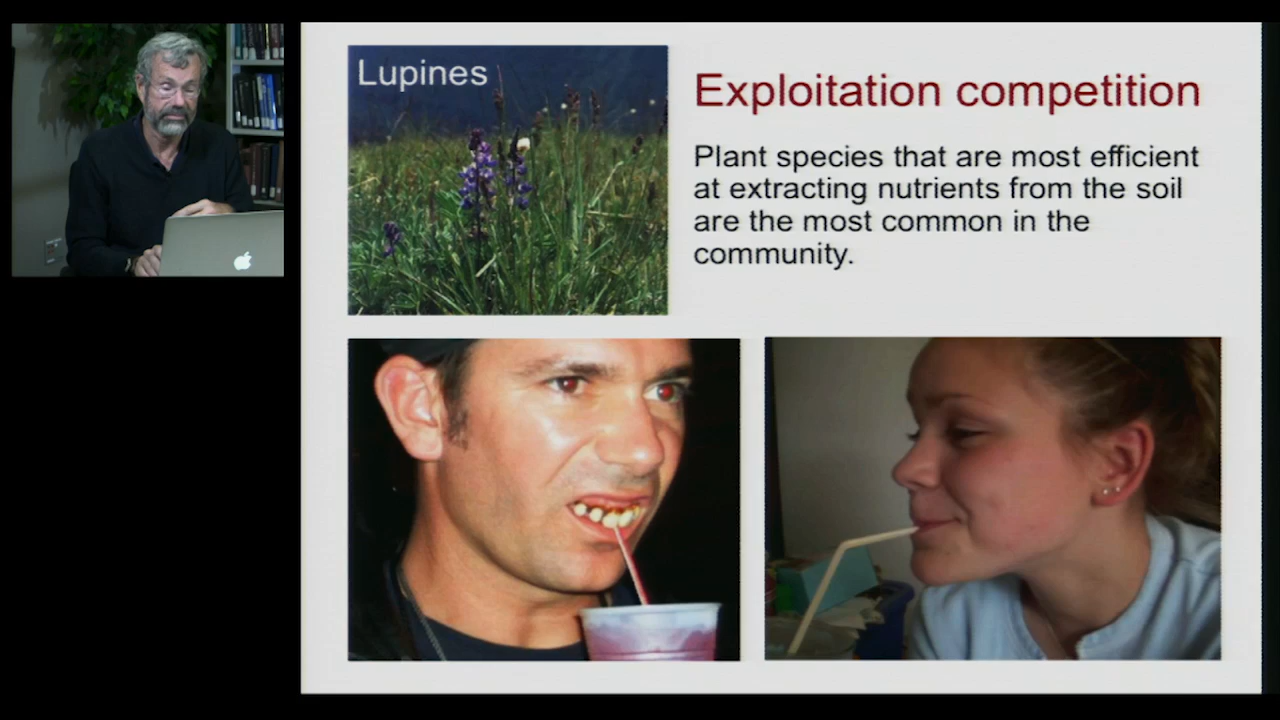 Lupines
Exploitation competition
Plant species that are most efficient
at extracting nutrients from the soil
are the most common in the
community.